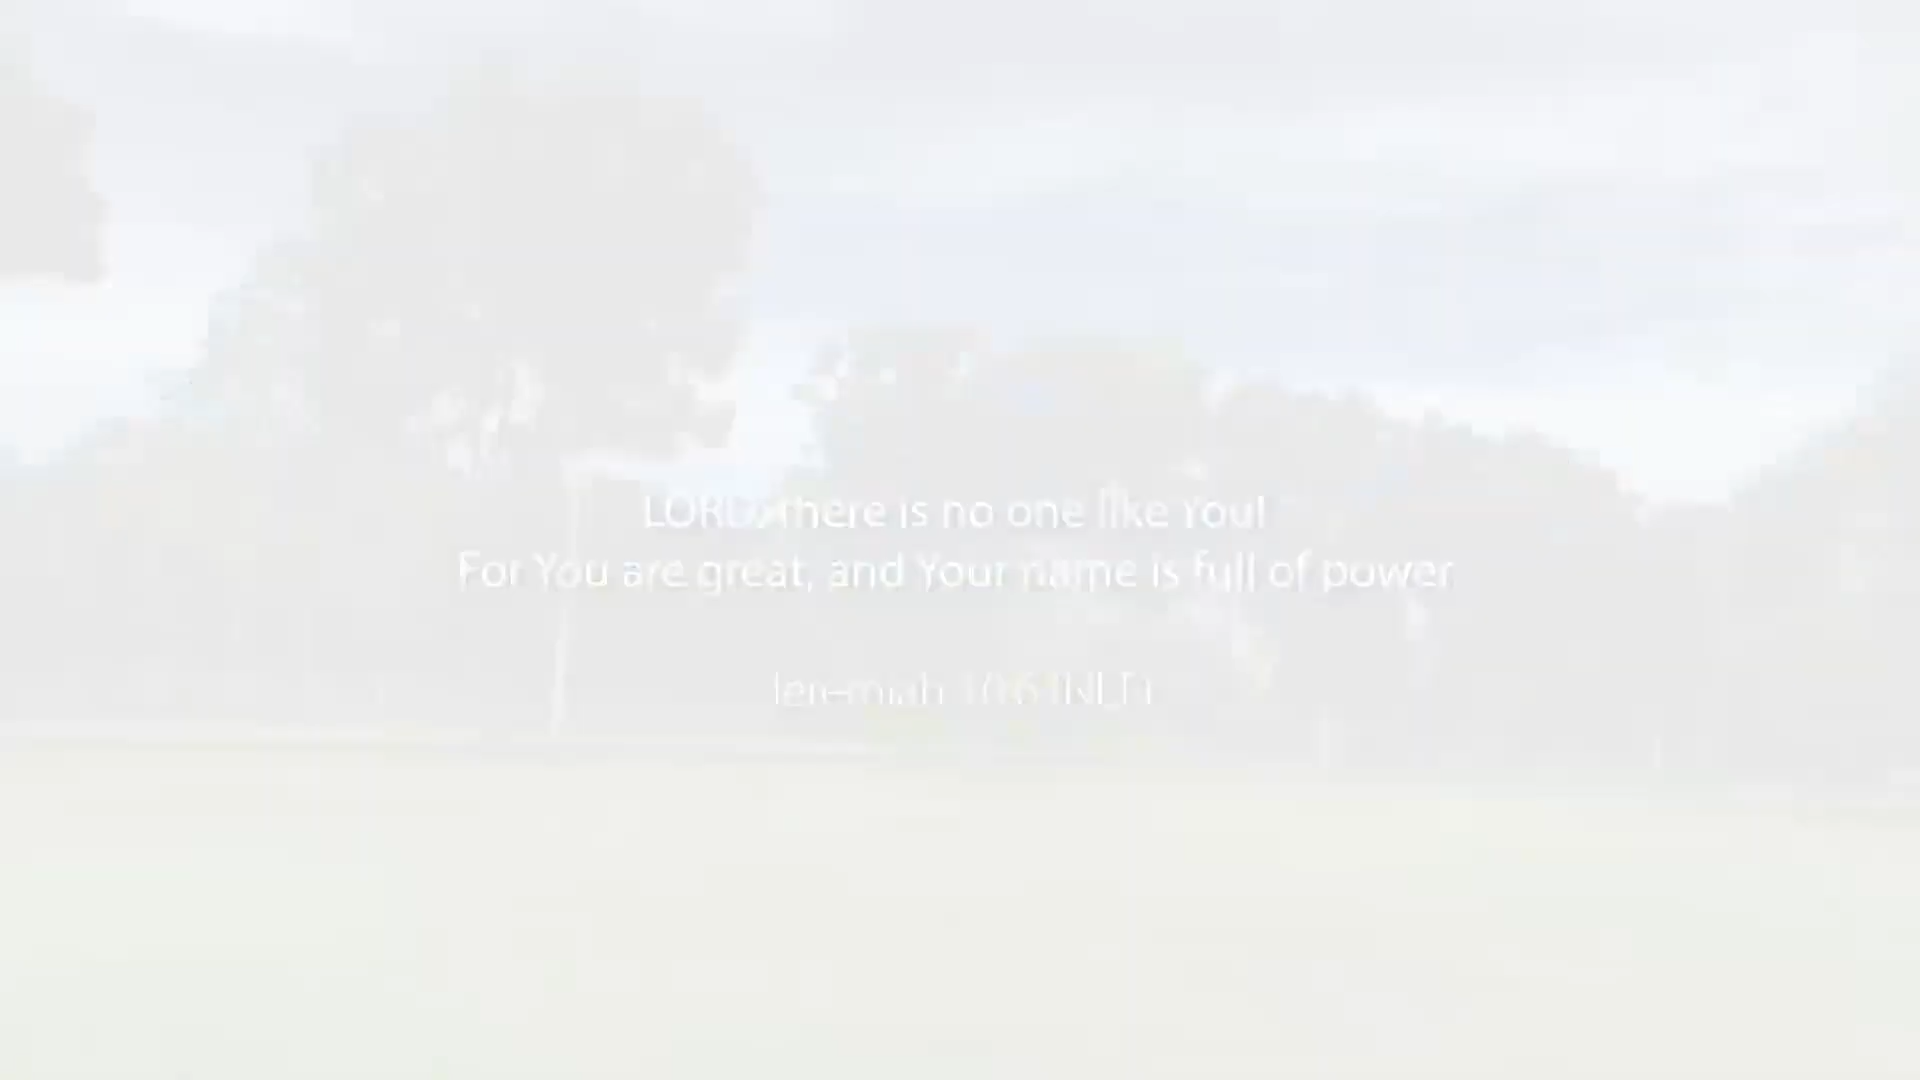 LORD, there is no one like You!
For You are great, and Your name is full of power
Jeremiah 10:6 (NLT)